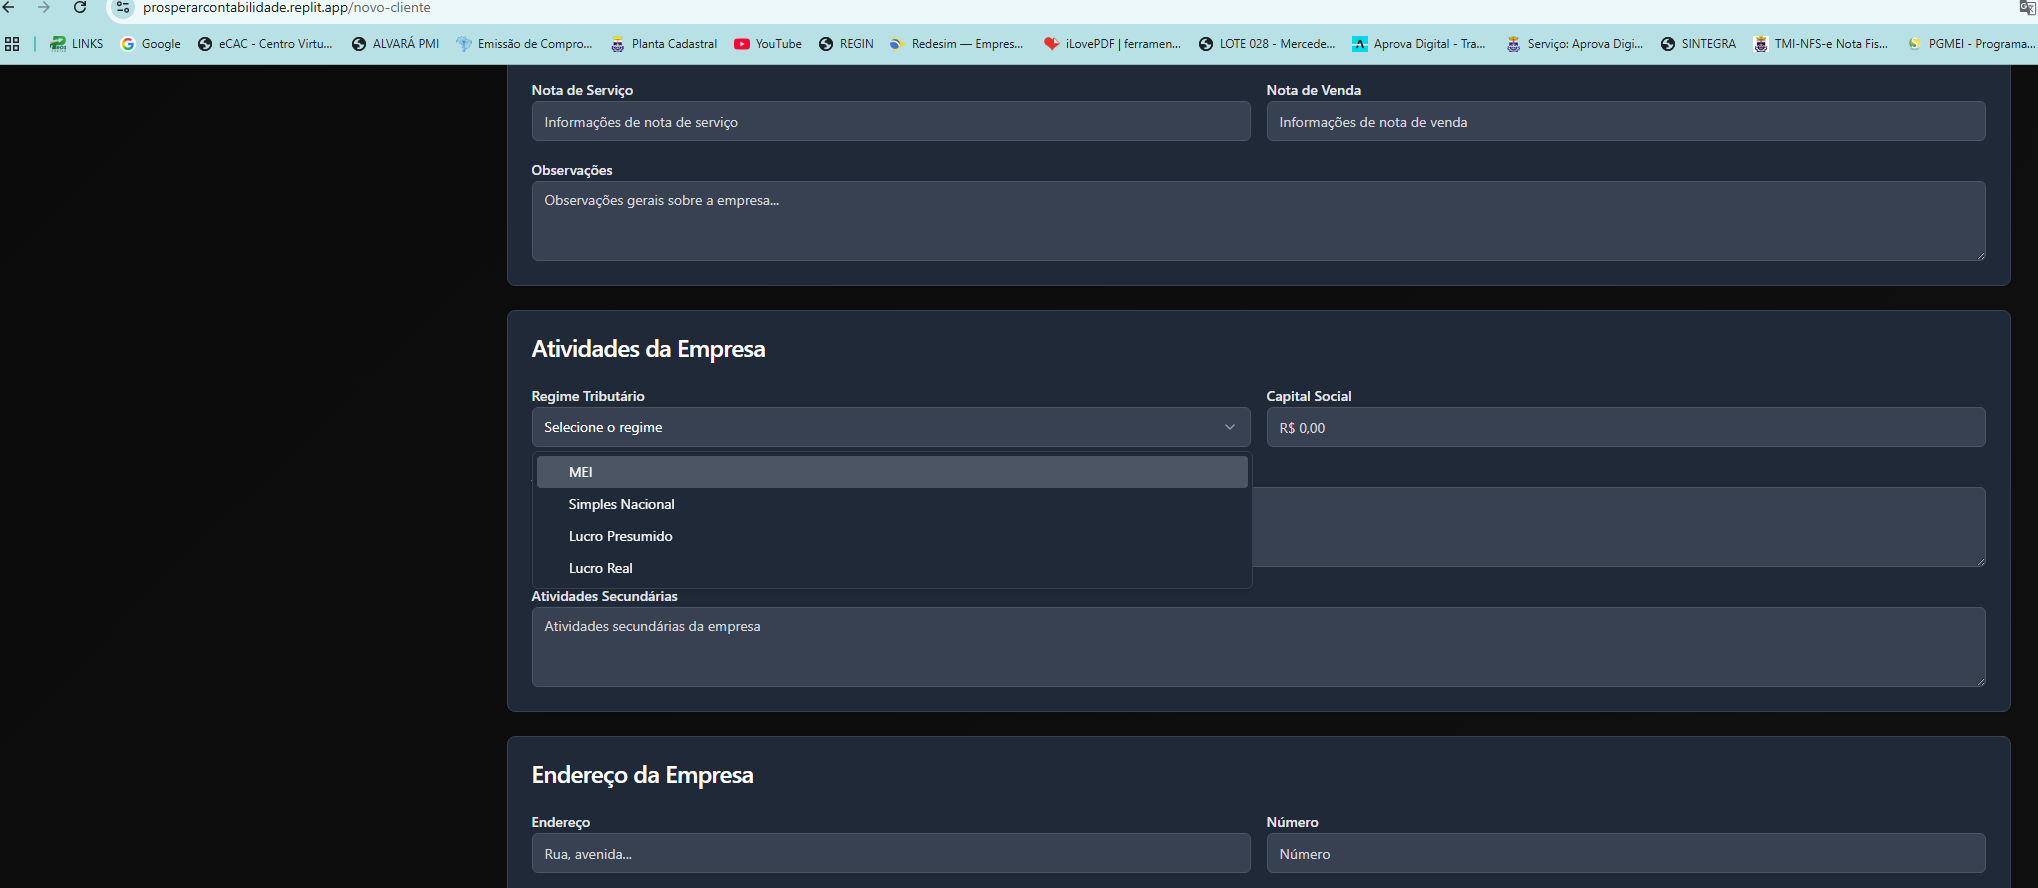 prosperarcontabilidade.replit.app/novo-cliente
LINKS
Google
eCAC - Centro Virtu...
ALVARÁ PMI
Emissão de Compro...
Planta Cadastral
YouTube
REGIN
Redesim — Empres...
iLovePDF | ferramen...
LOTE 028 - Mercede...
Aprova Digital - Tra...
Serviço: Aprova Digi...
SINTEGRA
TMI-NFS-e Nota Fis...
PGMEI - Programa...
Nota de Serviço
Nota de Venda
Informações de nota de serviço
Informações de nota de venda
Observações
Observações gerais sobre a empresa...
Atividades da Empresa
Regime Tributário
Capital Social
Selecione o regime
R$ 0,00
MEI
Simples Nacional
Lucro Presumido
Lucro Real
Atividades Secundárias
Atividades secundárias da empresa
Endereço da Empresa
Endereço
Número
Rua, avenida...
Número